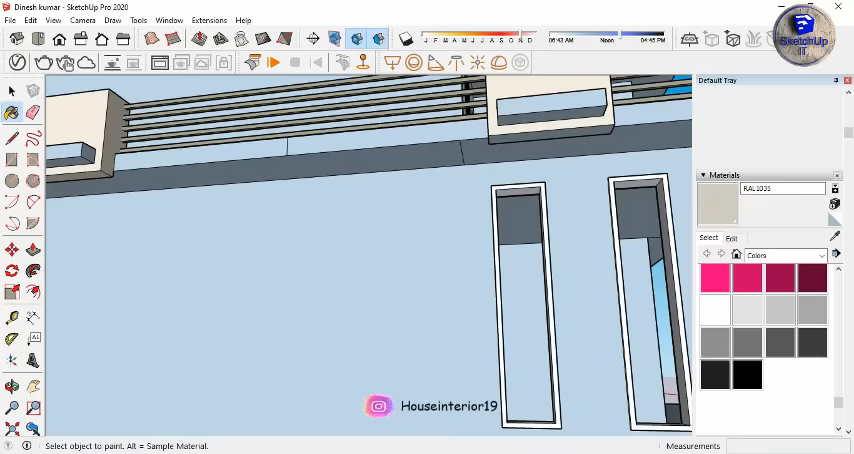 Dinesh kumar - SketchUp Pro 2020
File Edit View Camera Draw Tools Window Extensions Help
SketchUp
IT
J F M A M J J A S O N D
06:43 AM Noon 04:45 PM
Default Tray
Materials
RAL1035
Select Edit
Colors
A1
Houseinterior19
Select object to paint. Alt = Sample Material.
Measurements